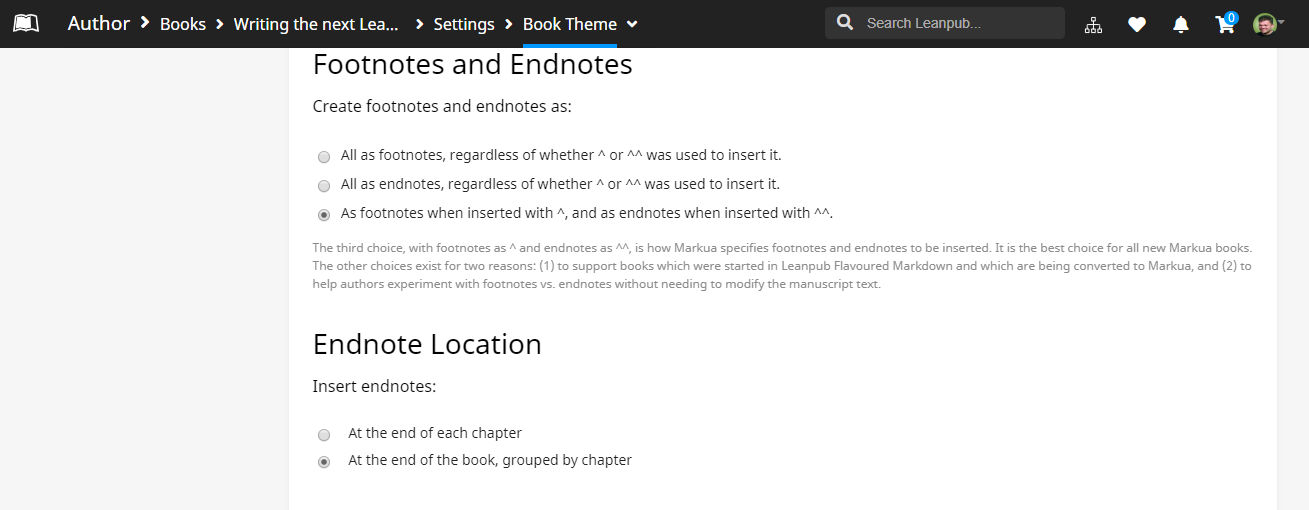 Author > Books > Writing the next Lea... > Settings > Book Theme
Search Leanpub...
0
Footnotes and Endnotes
Create footnotes and endnotes as:
All as footnotes, regardless of whether ^ or ^^ was used to insert it.
All as endnotes, regardless of whether ^ or ^^ was used to insert it.
As footnotes when inserted with ^, and as endnotes when inserted with ^^.
The third choice, with footnotes as ^ and endnotes as ^^, is how Markua specifies footnotes and endnotes to be inserted. It is the best choice for all new Markua books.
The other choices exist for two reasons: (1) to support books which were started in Leanpub Flavoured Markdown and which are being converted to Markua, and (2) to
help authors experiment with footnotes vs. endnotes without needing to modify the manuscript text.
Endnote Location
Insert endnotes:
At the end of each chapter
At the end of the book, grouped by chapter